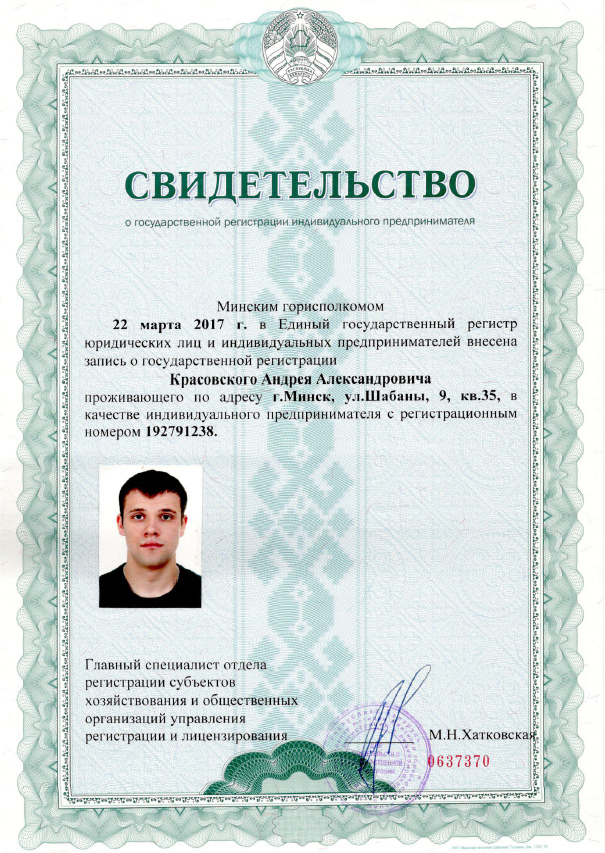 СВИДЕТЕЛЬСТВО
о государственной регистрации индивидуального предпринимателя
Минским горисполкомом
22 марта 2017 г. в Единый государственный регистр
юридических лиц и индивидуальных предпринимателей внесена
запись о государственной регистрации
Красовского Андрея Александровича
проживающего по адресу г.Минск, ул.Шабаны, 9, кв.35, в
качестве индивидуального предпринимателя с регистрационным
номером 192791238.
Главный специалист отдела
регистрации субъектов
хозяйствования и общественных
организаций управления
регистрации и лицензирования
М.Н.Хатковская
0637370